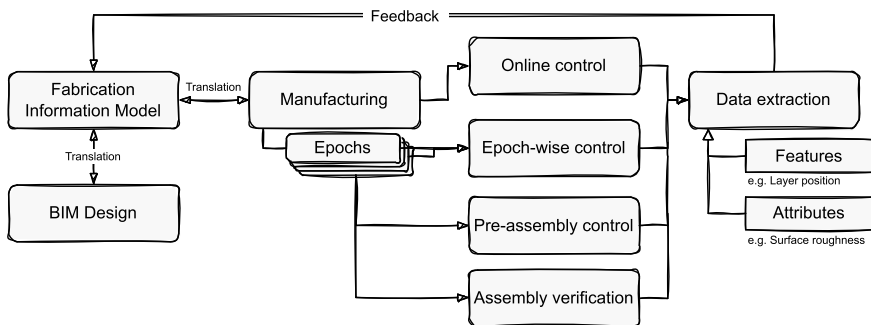 Feedback
Fabrication
Information Model
Translation
Manufacturing
Online control
Data extraction
Epochs
Epoch-wise control
Features
e.g. Layer position
Translation
BIM Design
Pre-assembly control
Attributes
e.g. Surface roughness
Assembly verification